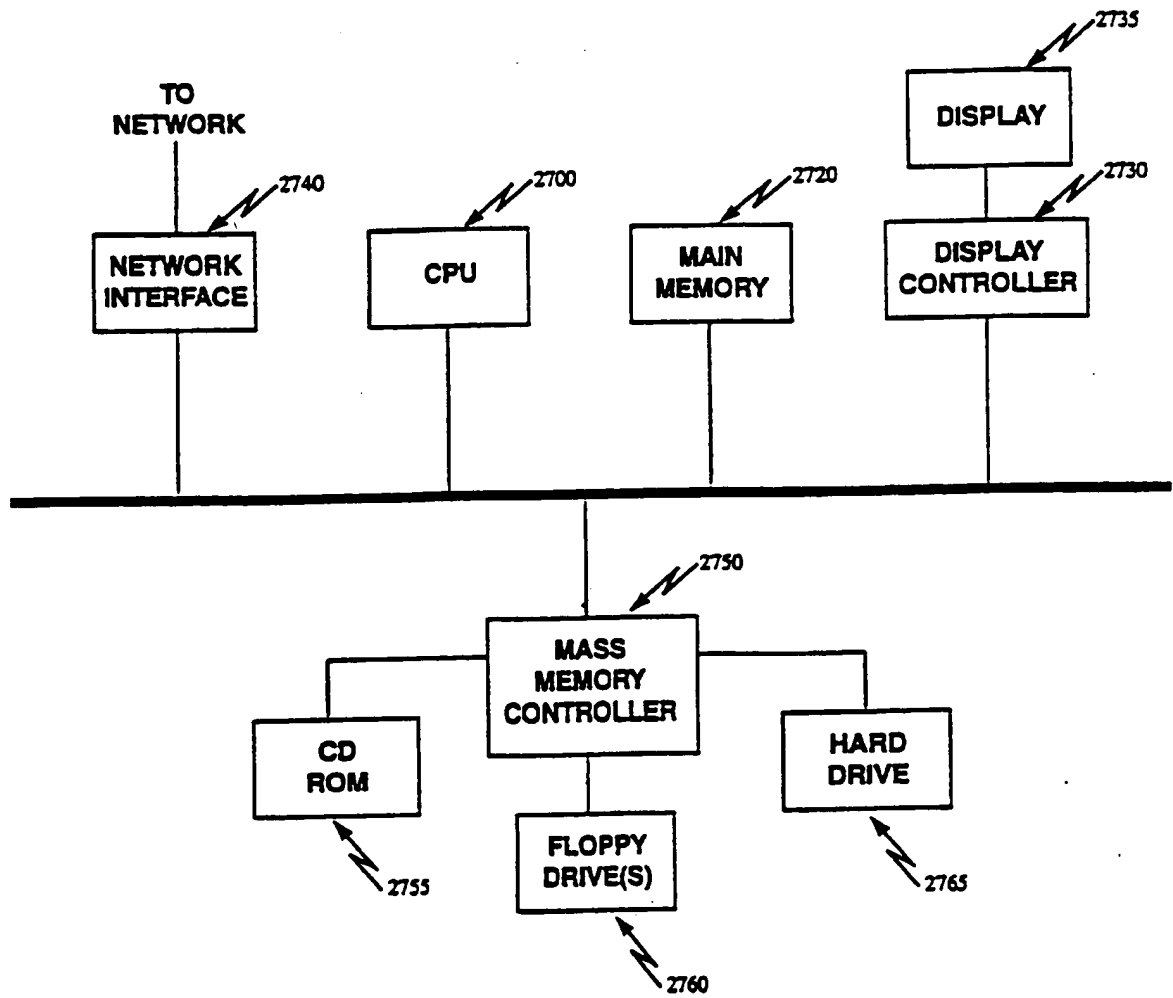 2735
TO
NETWORK
DISPLAY
2740
2700
2720
2730
NETWORK
INTERFACE
CPU
MAIN
MEMORY
DISPLAY
CONTROLLER
2750
MASS
MEMORY
CONTROLLER
CD
ROM
HARD
DRIVE
FLOPPY
DRIVE(S)
2755
2765
2760